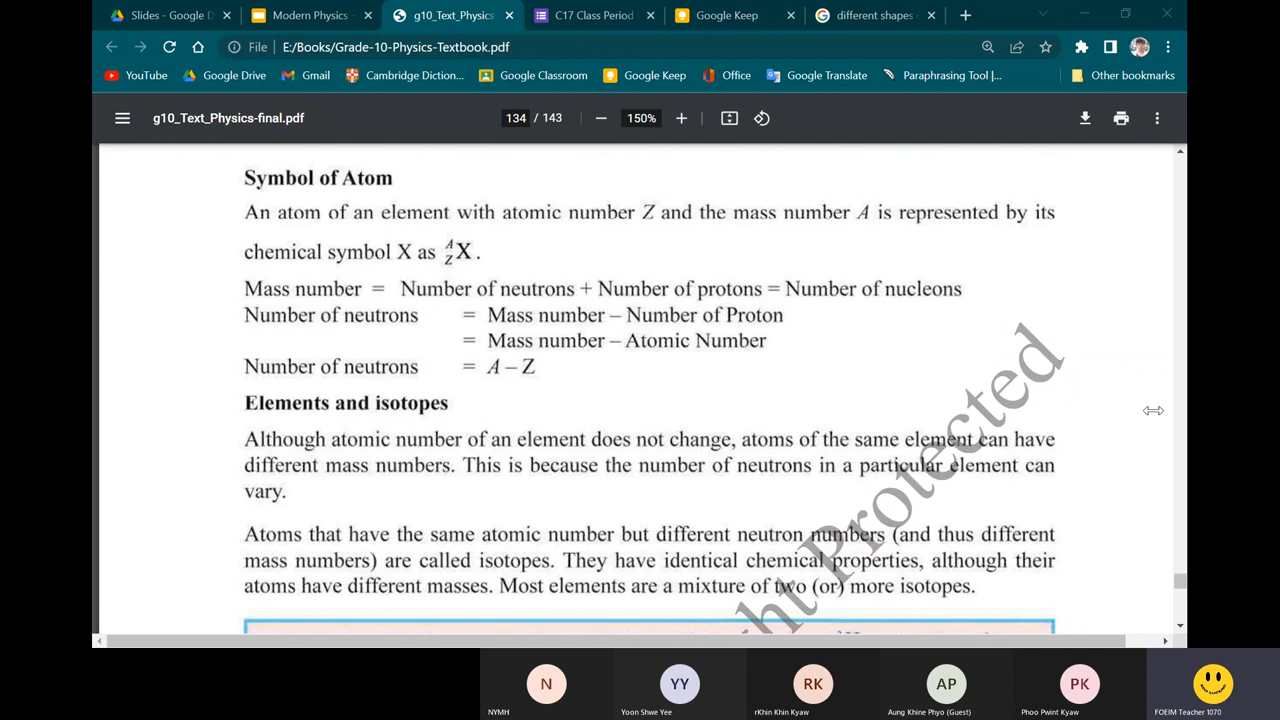 Slides - Google D
Modern Physics -
g10_Text_Physics
C17 Class Period
Google Keep
different shapes
File
E:/Books/Grade-10-Physics-Textbook.pdf
YouTube
Google Drive
Gmail
Cambridge Diction...
Google Classroom
Google Keep
Office
Google Translate
Paraphrasing Tool |...
Other bookmarks
g10_Text_Physics-final.pdf
134 / 143
150%
Symbol of Atom
An atom of an element with atomic number Z and the mass number A is represented by its
chemical symbol X as ᴬ_Z X.
Mass number = Number of neutrons + Number of protons = Number of nucleons
Number of neutrons = Mass number – Number of Proton
= Mass number – Atomic Number
Number of neutrons = A – Z
Elements and isotopes
Although atomic number of an element does not change, atoms of the same element can have
different mass numbers. This is because the number of neutrons in a particular element can
vary.
Atoms that have the same atomic number but different neutron numbers (and thus different
mass numbers) are called isotopes. They have identical chemical properties, although their
atoms have different masses. Most elements are a mixture of two (or) more isotopes.
ght Protected
N
YY
RK
AP
PK
NYMH
Yoon Shwe Yee
rKhin Khin Kyaw
Aung Khine Phyo (Guest)
Phoo Pwint Kyaw
FOEIM Teacher 1070